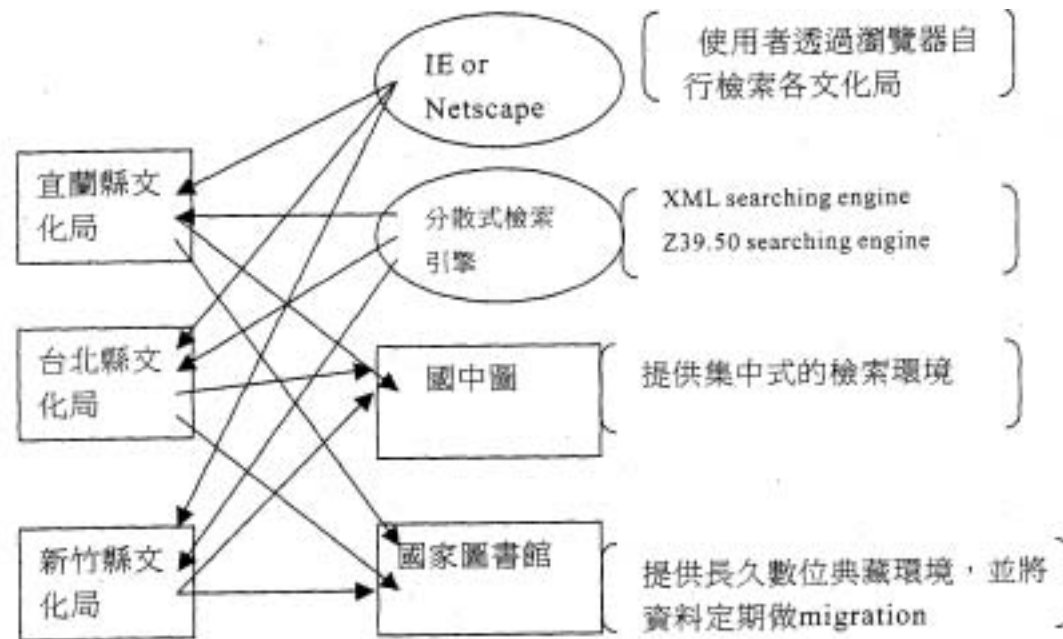 IE or
Netscape
使用者透過瀏覽器自
行檢索各文化局
宜蘭縣文
化局
分散式檢索
引擎
XML searching engine
Z39.50 searching engine
台北縣文
化局
國中圖
提供集中式的檢索環境
新竹縣文
化局
國家圖書館
提供長久數位典藏環境，並將
資料定期做migration